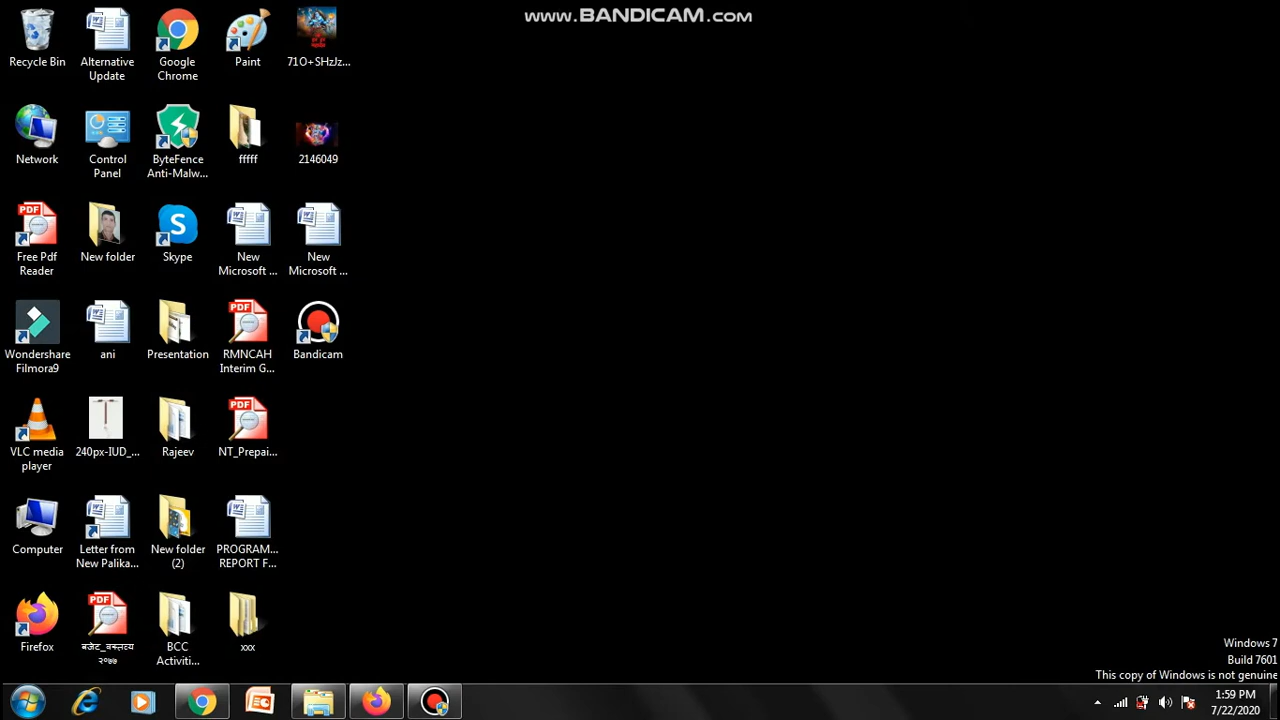 www.BANDICAM.com
Recycle Bin
Alternative
Update
Google
Chrome
Paint
71O+SHzJz...
Network
Control
Panel
ByteFence
Anti-Malw...
fffff
2146049
Free Pdf
Reader
New folder
Skype
New
Microsoft ...
New
Microsoft ...
Wondershare
Filmora9
ani
Presentation
RMNCAH
Interim G...
Bandicam
VLC media
player
240px-IUD_...
Rajeev
NT_Prepai...
Computer
Letter from
New Palika...
New folder
(2)
PROGRAM...
REPORT F...
Firefox
बजेट_वक्तव्य
२०७७
BCC
Activiti...
xxx
Windows 7
Build 7601
This copy of Windows is not genuine
1:59 PM
7/22/2020